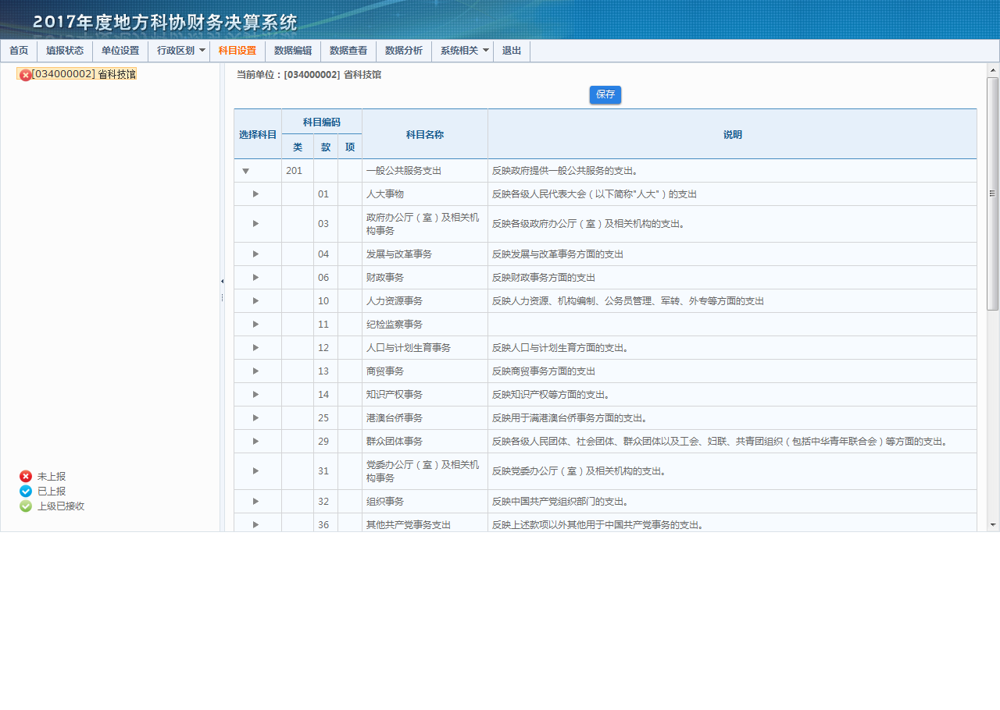 2017年度地方科协财务决算系统
首页 填报状态 单位设置 行政区划 科目设置 数据编辑 数据查看 数据分析 系统相关 退出
[034000002] 省科技馆
未上报
已上报
上级已接收
当前单位：[034000002] 省科技馆
保存
选择科目 科目编码 科目名称 说明
类 款 项
201 一般公共服务支出 反映政府提供一般公共服务的支出。
01 人大事物 反映各级人民代表大会（以下简称"人大"）的支出
03 政府办公厅（室）及相关机
构事务 反映各级政府办公厅（室）及相关机构的支出。
04 发展与改革事务 反映发展与改革事务方面的支出
06 财政事务 反映财政事务方面的支出
10 人力资源事务 反映人力资源、机构编制、公务员管理、军转、外专等方面的支出
11 纪检监察事务
12 人口与计划生育事务 反映人口与计划生育方面的支出。
13 商贸事务 反映商贸事务方面的支出
14 知识产权事务 反映知识产权等方面的支出。
25 港澳台侨事务 反映用于满港澳台侨事务方面的支出。
29 群众团体事务 反映各级人民团体、社会团体、群众团体以及工会、妇联、共青团组织（包括中华青年联合会）等方面的支出。
31 党委办公厅（室）及相关机
构事务 反映党委办公厅（室）及相关机构的支出。
32 组织事务 反映中国共产党组织部门的支出。
36 其他共产党事务支出 反映上述款项以外其他用于中国共产党事务的支出。